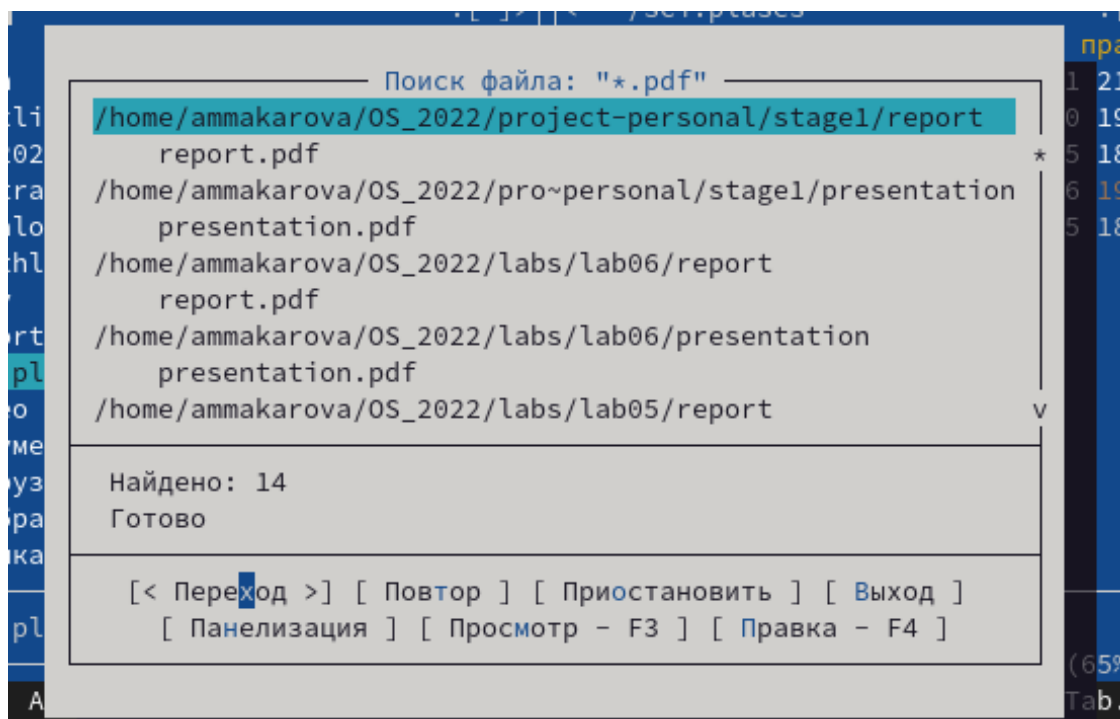 Поиск файла: "*.pdf"
/home/ammakarova/OS_2022/project-personal/stage1/report
report.pdf
/home/ammakarova/OS_2022/pro~personal/stage1/presentation
presentation.pdf
/home/ammakarova/OS_2022/labs/lab06/report
report.pdf
/home/ammakarova/OS_2022/labs/lab06/presentation
presentation.pdf
/home/ammakarova/OS_2022/labs/lab05/report
Найдено: 14
Готово
[< Переход >] [ Повтор ] [ Приостановить ] [ Выход ]
[ Панелизация ] [ Просмотр - F3 ] [ Правка - F4 ]